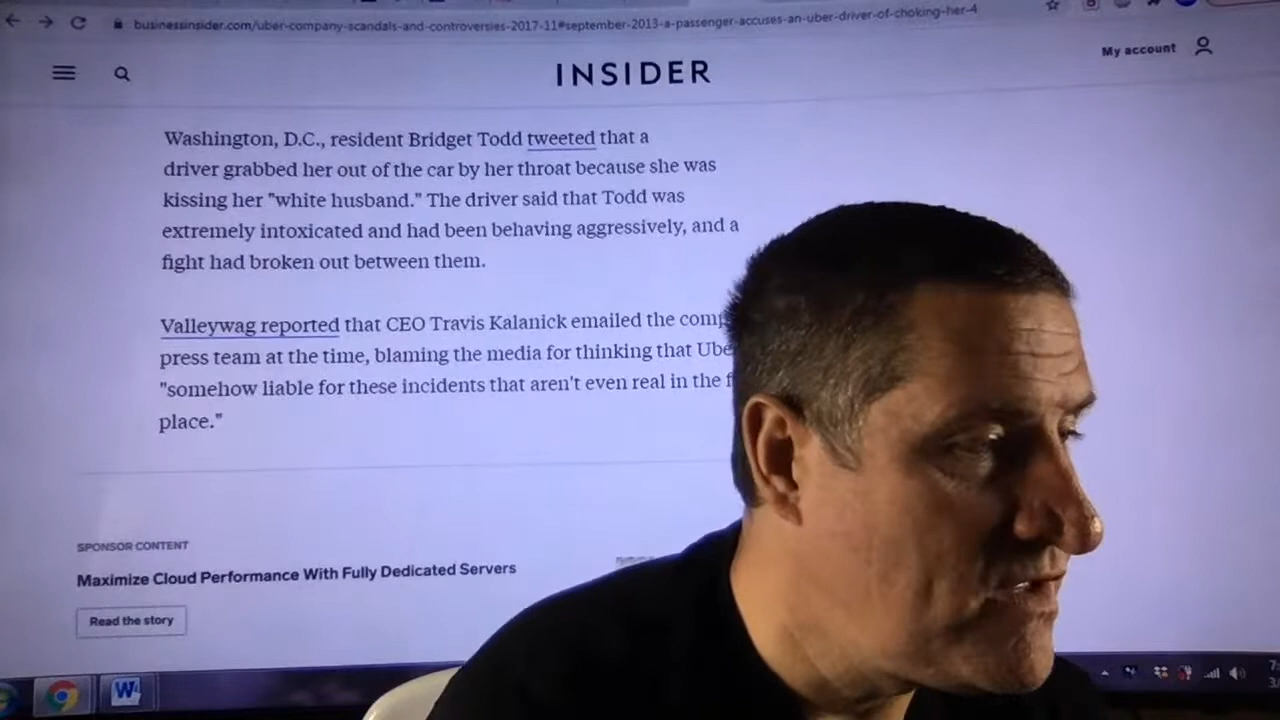 businessinsider.com/uber-company-scandals-and-controversies-2017-11#september-2013-a-passenger-accuses-an-uber-driver-of-choking-her-4
My account
INSIDER
Washington, D.C., resident Bridget Todd tweeted that a
driver grabbed her out of the car by her throat because she was
kissing her "white husband." The driver said that Todd was
extremely intoxicated and had been behaving aggressively, and a
fight had broken out between them.
Valleywag reported that CEO Travis Kalanick emailed the
press team at the time, blaming the media for thinking that
"somehow liable for these incidents that aren't even real in the
place."
SPONSOR CONTENT
Maximize Cloud Performance With Fully Dedicated Servers
Read the story
W